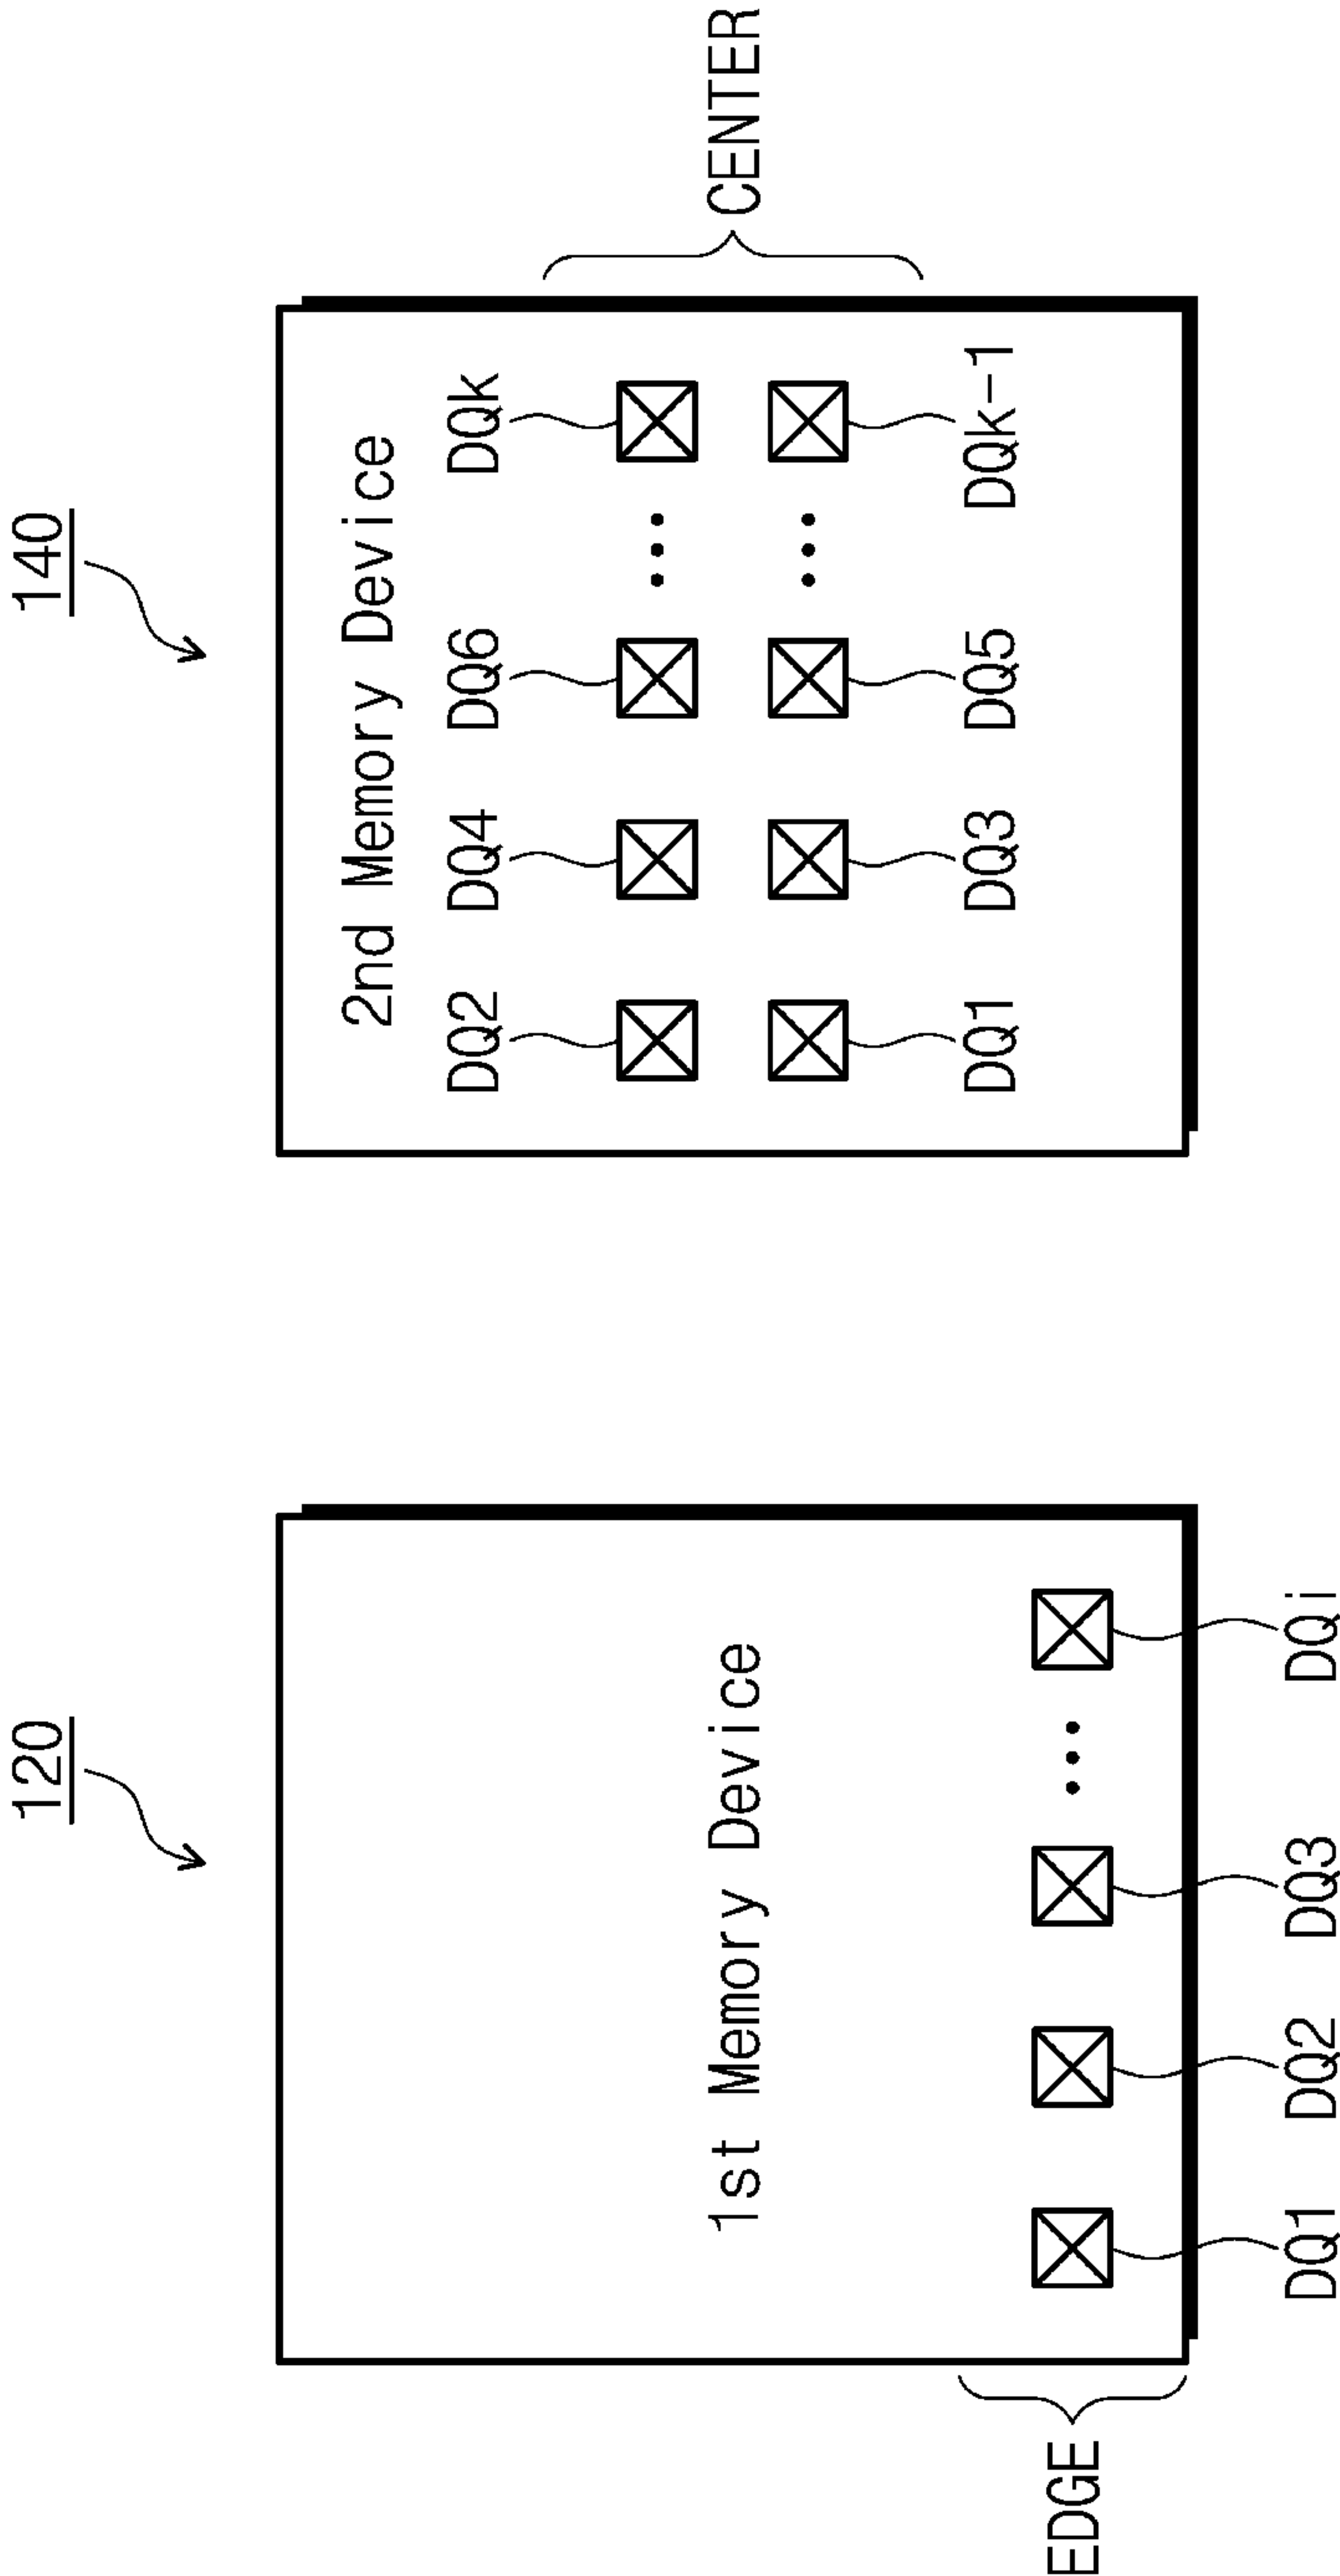 120
1st Memory Device
EDGE
DQ1 DQ2 DQ3 DQi
140
2nd Memory Device
DQ2 DQ4 DQ6 DQk
CENTER
DQ1 DQ3 DQ5 DQk-1